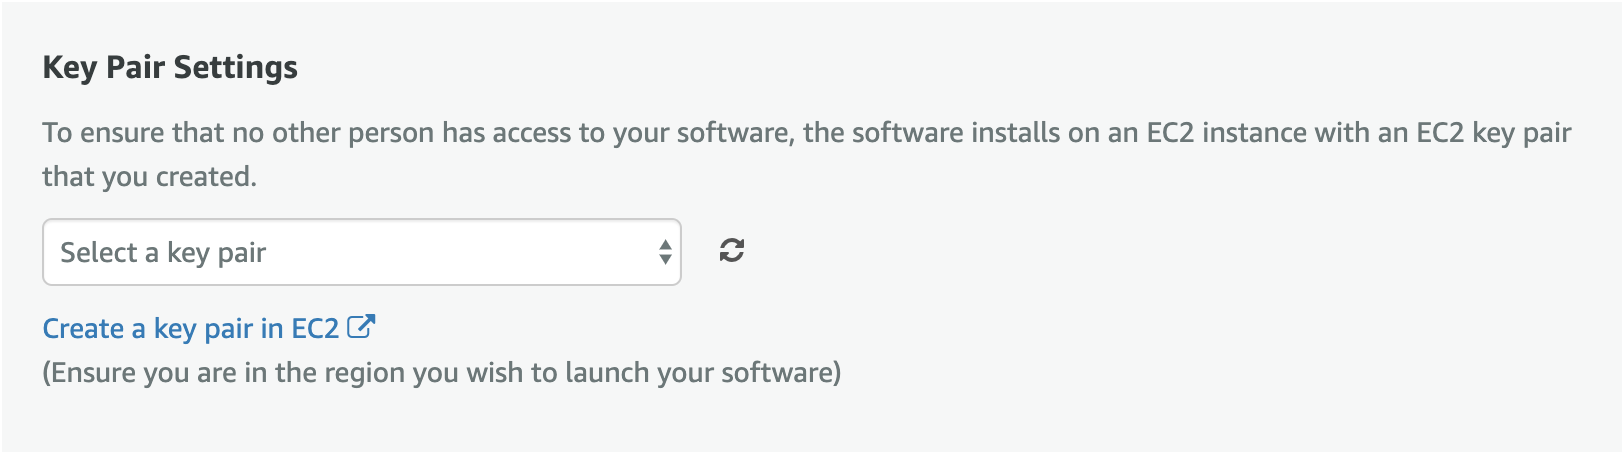 Key Pair Settings
To ensure that no other person has access to your software, the software installs on an EC2 instance with an EC2 key pair
that you created.
Select a key pair
Create a key pair in EC2
(Ensure you are in the region you wish to launch your software)